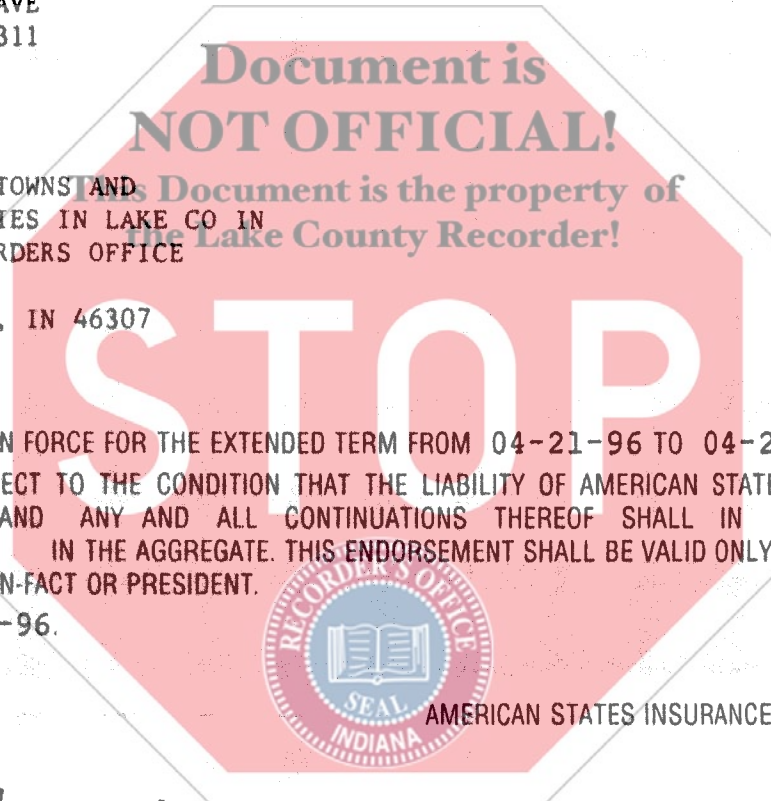 AVE
311
Document is
NOT OFFICIAL!
TOWNS AND
This Document is the property of
IES IN LAKE CO IN
the Lake County Recorder!
RDERS OFFICE
, IN 46307
STOP
N FORCE FOR THE EXTENDED TERM FROM 04-21-96 TO 04-2
ECT TO THE CONDITION THAT THE LIABILITY OF AMERICAN STATE
AND ANY AND ALL CONTINUATIONS THEREOF SHALL IN
IN THE AGGREGATE. THIS ENDORSEMENT SHALL BE VALID ONLY
N-FACT OR PRESIDENT.
-96.
RECORDER'S OFFICE
SEAL
INDIANA
AMERICAN STATES INSURANCE